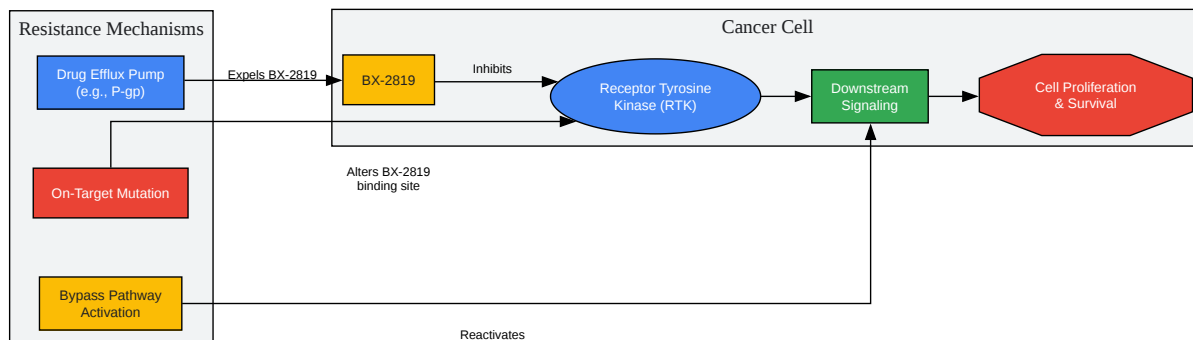 Resistance Mechanisms
Cancer Cell
Drug Efflux Pump
(e.g., P-gp)
Expels BX-2819
BX-2819
Inhibits
Receptor Tyrosine
Kinase (RTK)
Downstream
Signaling
Cell Proliferation
& Survival
On-Target Mutation
Alters BX-2819
binding site
Bypass Pathway
Activation
Reactivates